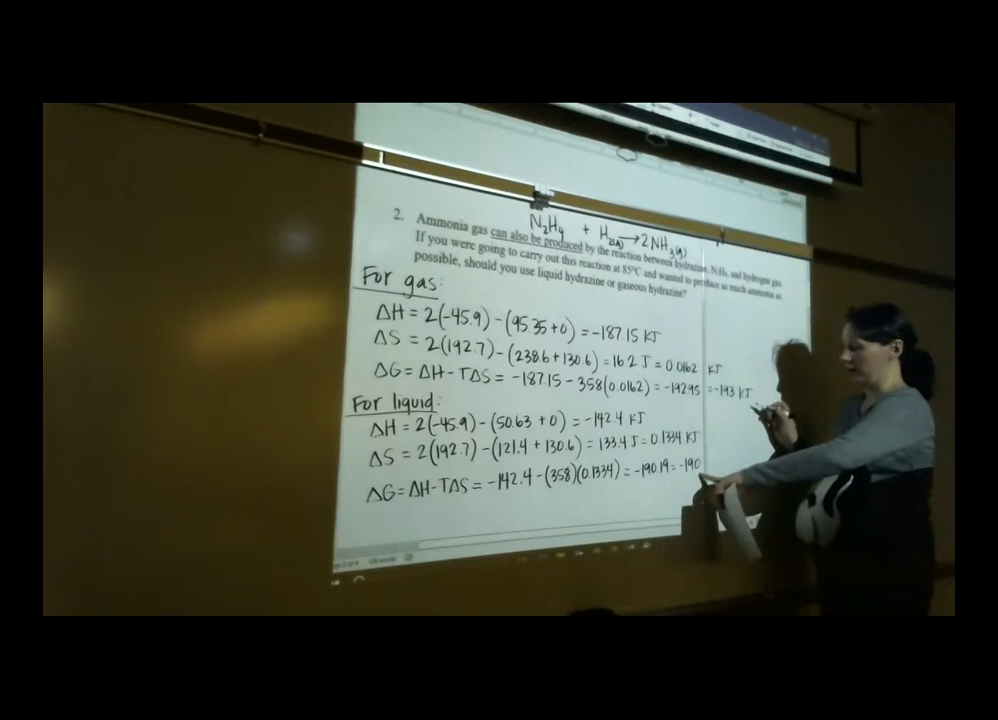 N₂H₄ + H₂(g) → 2NH₃(g)
2. Ammonia gas can also be produced by the reaction between hydrazine, N₂H₄, and hydrogen gas.
If you were going to carry out this reaction at 85°C and wanted to produce as much ammonia as
possible, should you use liquid hydrazine or gaseous hydrazine?
For gas:
ΔH = 2(-45.9) - (95.35 + 0) = -187.15 KJ
ΔS = 2(192.7) - (238.6 + 130.6) = 16.2 J = 0.0162 KJ
ΔG = ΔH - TΔS = -187.15 - 358(0.0162) = -192.95 = -193 KJ
For liquid:
ΔH = 2(-45.9) - (50.63 + 0) = -142.4 KJ
ΔS = 2(192.7) - (121.4 + 130.6) = 133.4 J = 0.1334 KJ
ΔG = ΔH - TΔS = -142.4 - (358)(0.1334) = -190.19 = -190